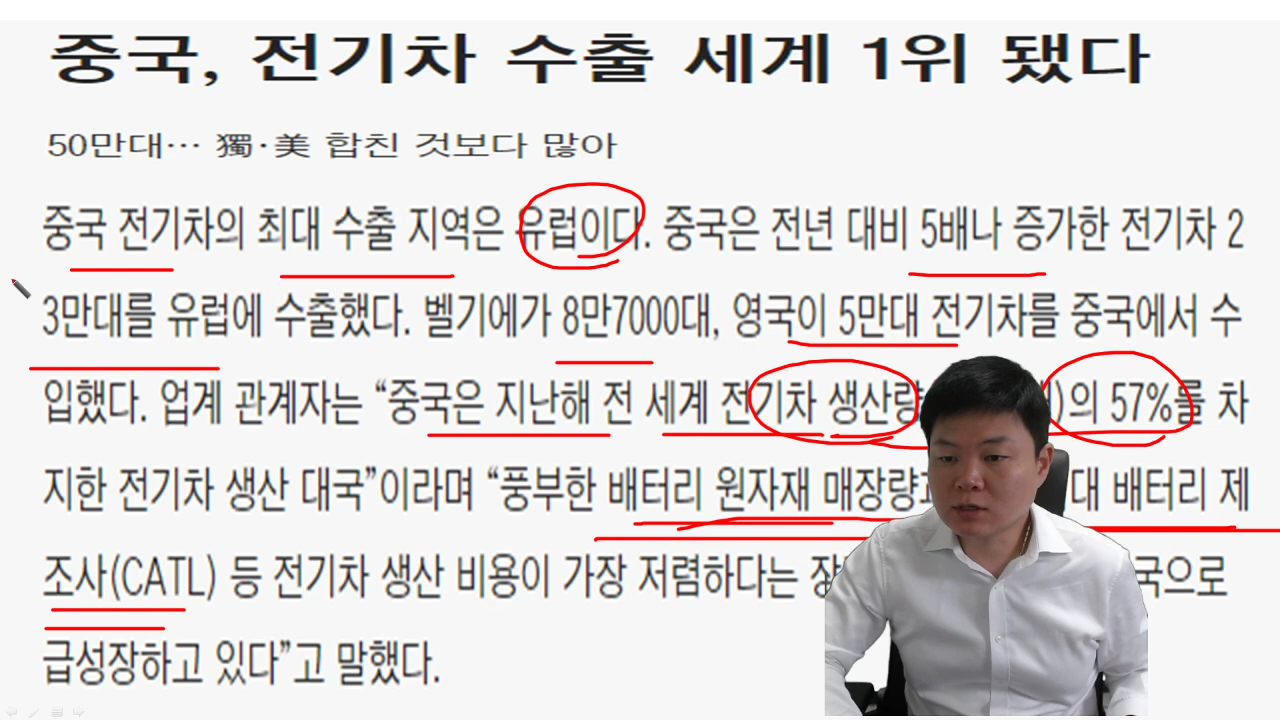 중국, 전기차 수출 세계 1위 됐다
50만대… 獨·美 합친 것보다 많아
중국 전기차의 최대 수출 지역은 유럽이다. 중국은 전년 대비 5배나 증가한 전기차 2
3만대를 유럽에 수출했다. 벨기에가 8만7000대, 영국이 5만대 전기차를 중국에서 수
입했다. 업계 관계자는 “중국은 지난해 전 세계 전기차 생산량 )의 57%를 차
지한 전기차 생산 대국”이라며 “풍부한 배터리 원자재 매장량 대 배터리 제
조사(CATL) 등 전기차 생산 비용이 가장 저렴하다는 국으로
급성장하고 있다”고 말했다.